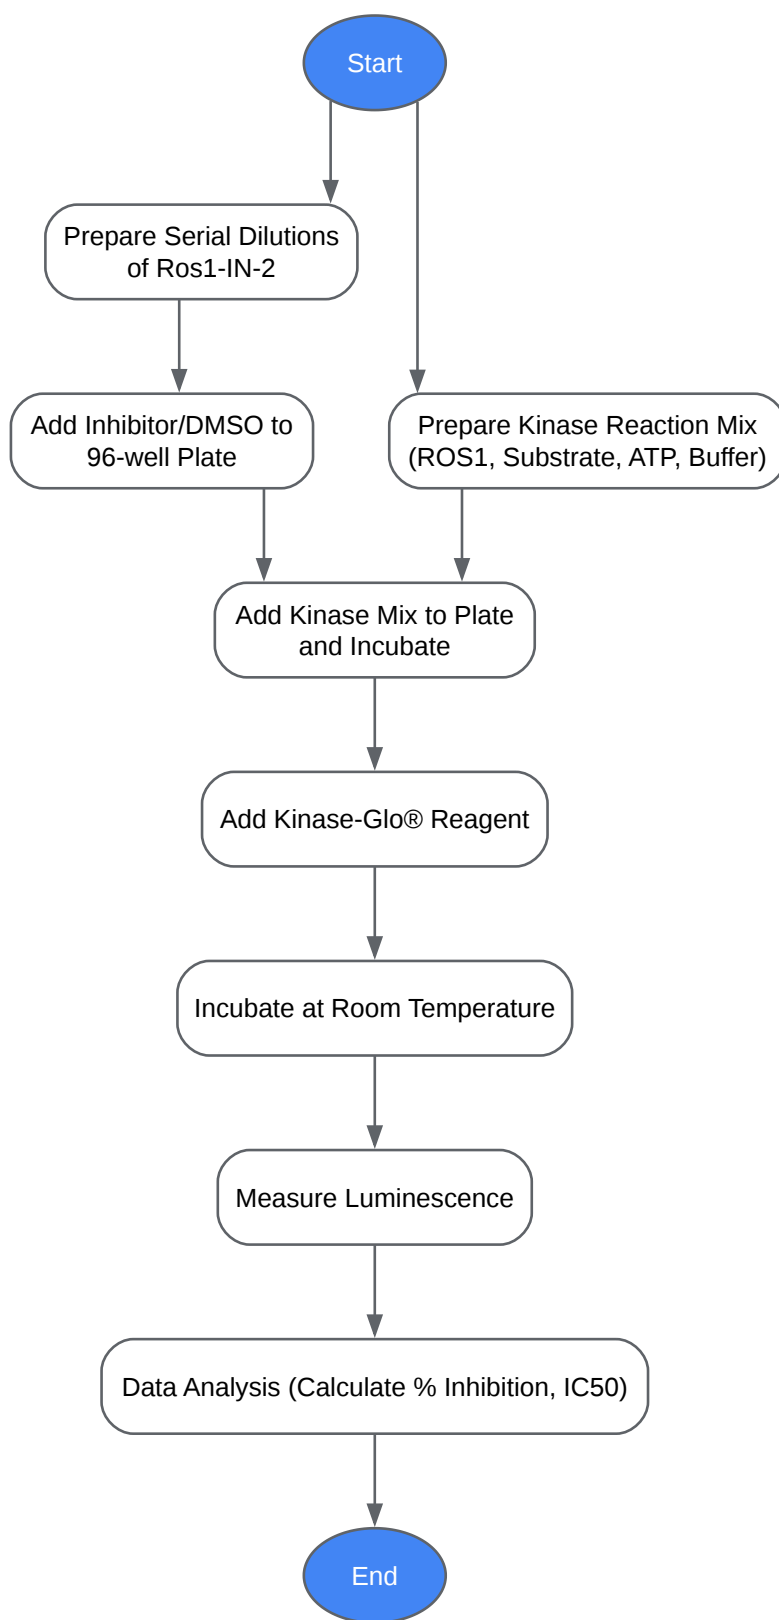 Start
Prepare Serial Dilutions
of Ros1-IN-2
Add Inhibitor/DMSO to
96-well Plate
Prepare Kinase Reaction Mix
(ROS1, Substrate, ATP, Buffer)
Add Kinase Mix to Plate
and Incubate
Add Kinase-Glo® Reagent
Incubate at Room Temperature
Measure Luminescence
Data Analysis (Calculate % Inhibition, IC50)
End